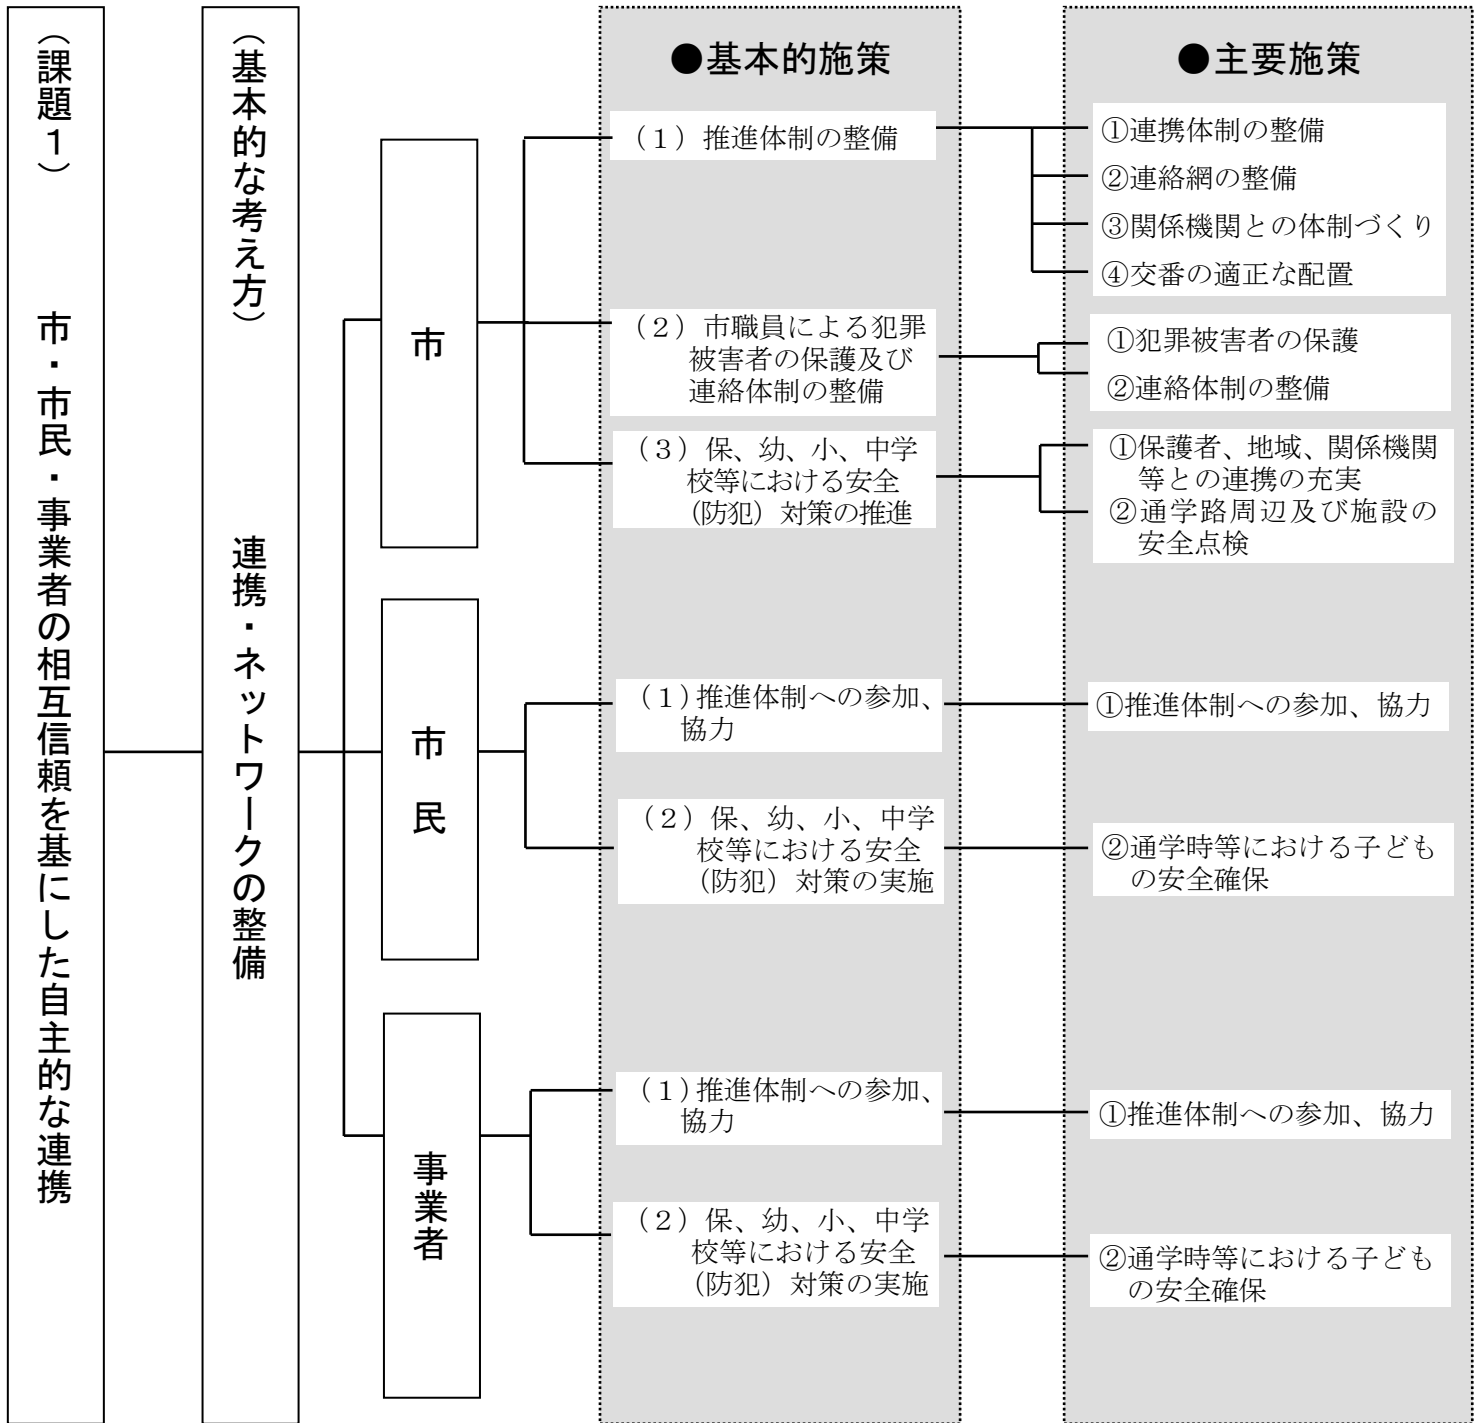 （課題１）　市・市民・事業者の相互信頼を基にした自主的な連携
（基本的な考え方）　連携・ネットワークの整備
市
市民
事業者
●基本的施策
（１）推進体制の整備
（２）市職員による犯罪
被害者の保護及び
連絡体制の整備
（３）保、幼、小、中学
校等における安全
（防犯）対策の推進
（１）推進体制への参加、
協力
（２）保、幼、小、中学
校等における安全
（防犯）対策の実施
（１）推進体制への参加、
協力
（２）保、幼、小、中学
校等における安全
（防犯）対策の実施
●主要施策
①連携体制の整備
②連絡網の整備
③関係機関との体制づくり
④交番の適正な配置
①犯罪被害者の保護
②連絡体制の整備
①保護者、地域、関係機関
等との連携の充実
②通学路周辺及び施設の
安全点検
①推進体制への参加、協力
②通学時等における子ども
の安全確保
①推進体制への参加、協力
②通学時等における子ども
の安全確保